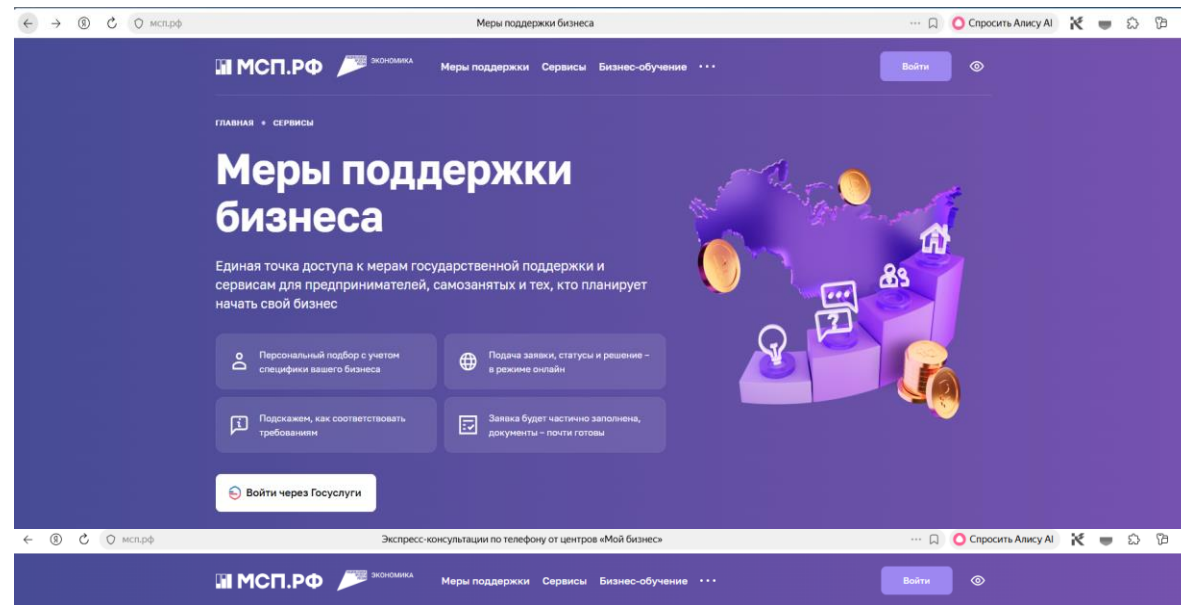 мсп.рф Меры поддержки бизнеса Спросить Алису AI
МСП.РФ ЭКОНОМИКА Меры поддержки Сервисы Бизнес-обучение ··· Войти
ГЛАВНАЯ • СЕРВИСЫ
Меры поддержки
бизнеса
Единая точка доступа к мерам государственной поддержки и
сервисам для предпринимателей, самозанятых и тех, кто планирует
начать свой бизнес
Персональный подбор с учетом
специфики вашего бизнеса
Подача заявки, статусы и решение –
в режиме онлайн
Подскажем, как соответствовать
требованиям
Заявка будет частично заполнена,
документы – почти готовы
Войти через Госуслуги
мсп.рф Экспресс-консультации по телефону от центров «Мой бизнес» Спросить Алису AI
МСП.РФ ЭКОНОМИКА Меры поддержки Сервисы Бизнес-обучение ··· Войти